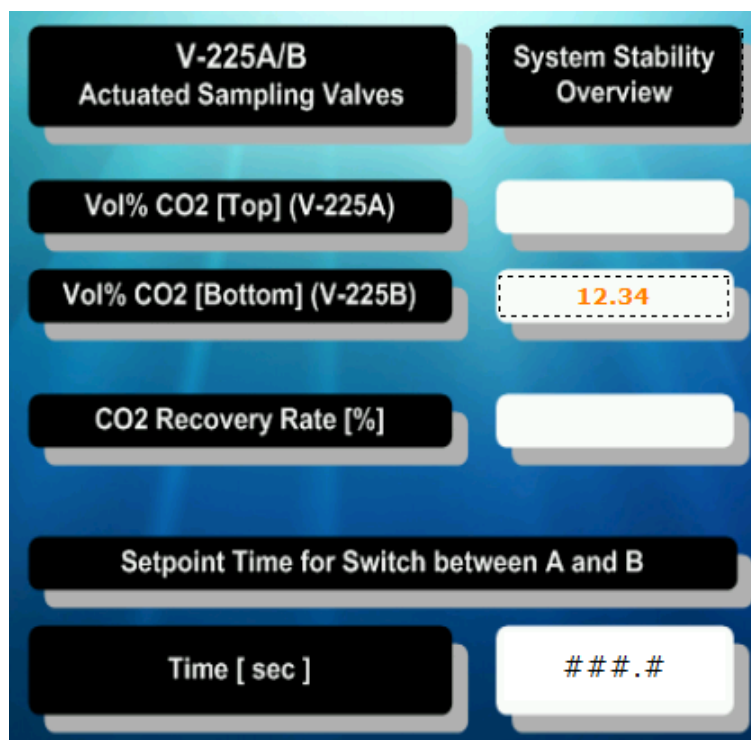 V-225A/B
Actuated Sampling Valves
System Stability
Overview
Vol% CO2 [Top] (V-225A)
Vol% CO2 [Bottom] (V-225B)
12.34
CO2 Recovery Rate [%]
Setpoint Time for Switch between A and B
Time [ sec ]
###.#